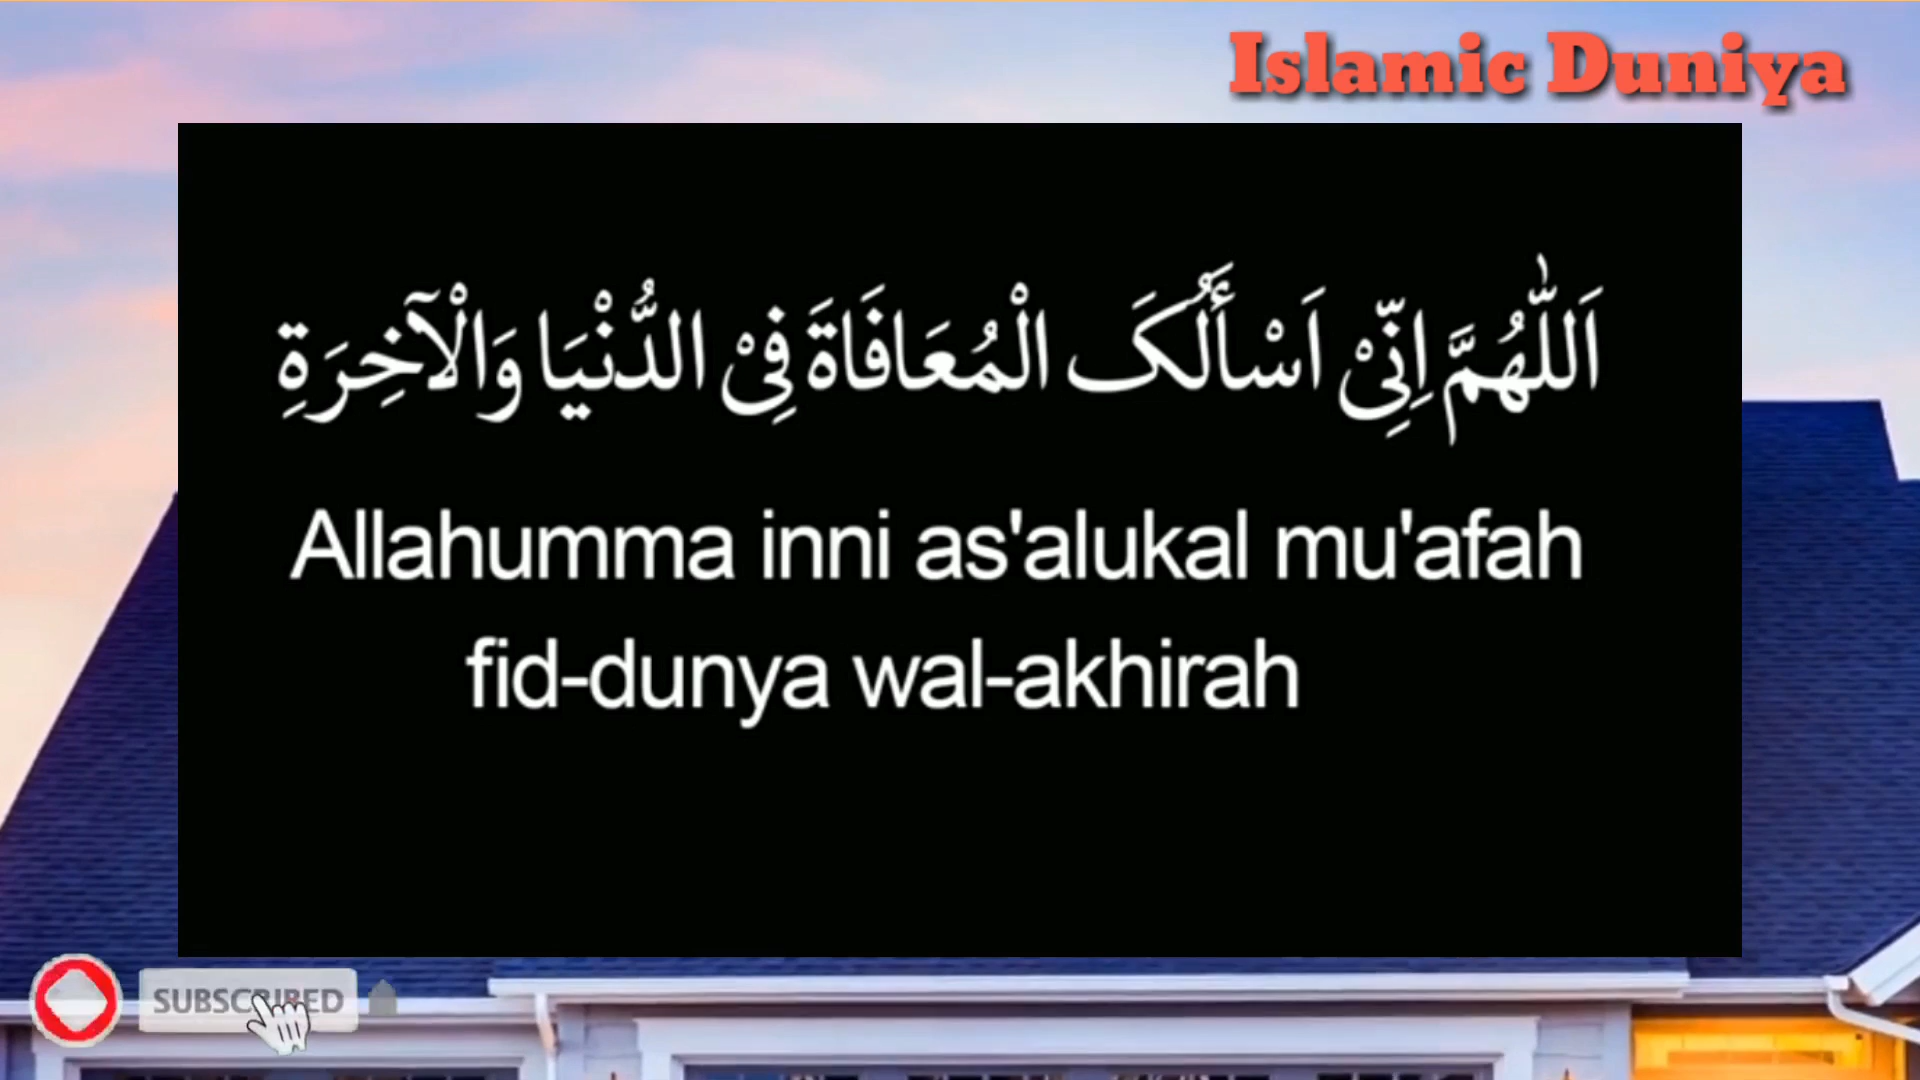 Islamic Duniya
اَللّٰهُمَّ اِنِّىْ اَسْأَلُکَ الْمُعَافَاةَ فِىْ الدُّنْيَا وَالْآخِرَةِ
Allahumma inni as'alukal mu'afah
fid-dunya wal-akhirah
SUBSCRIBED